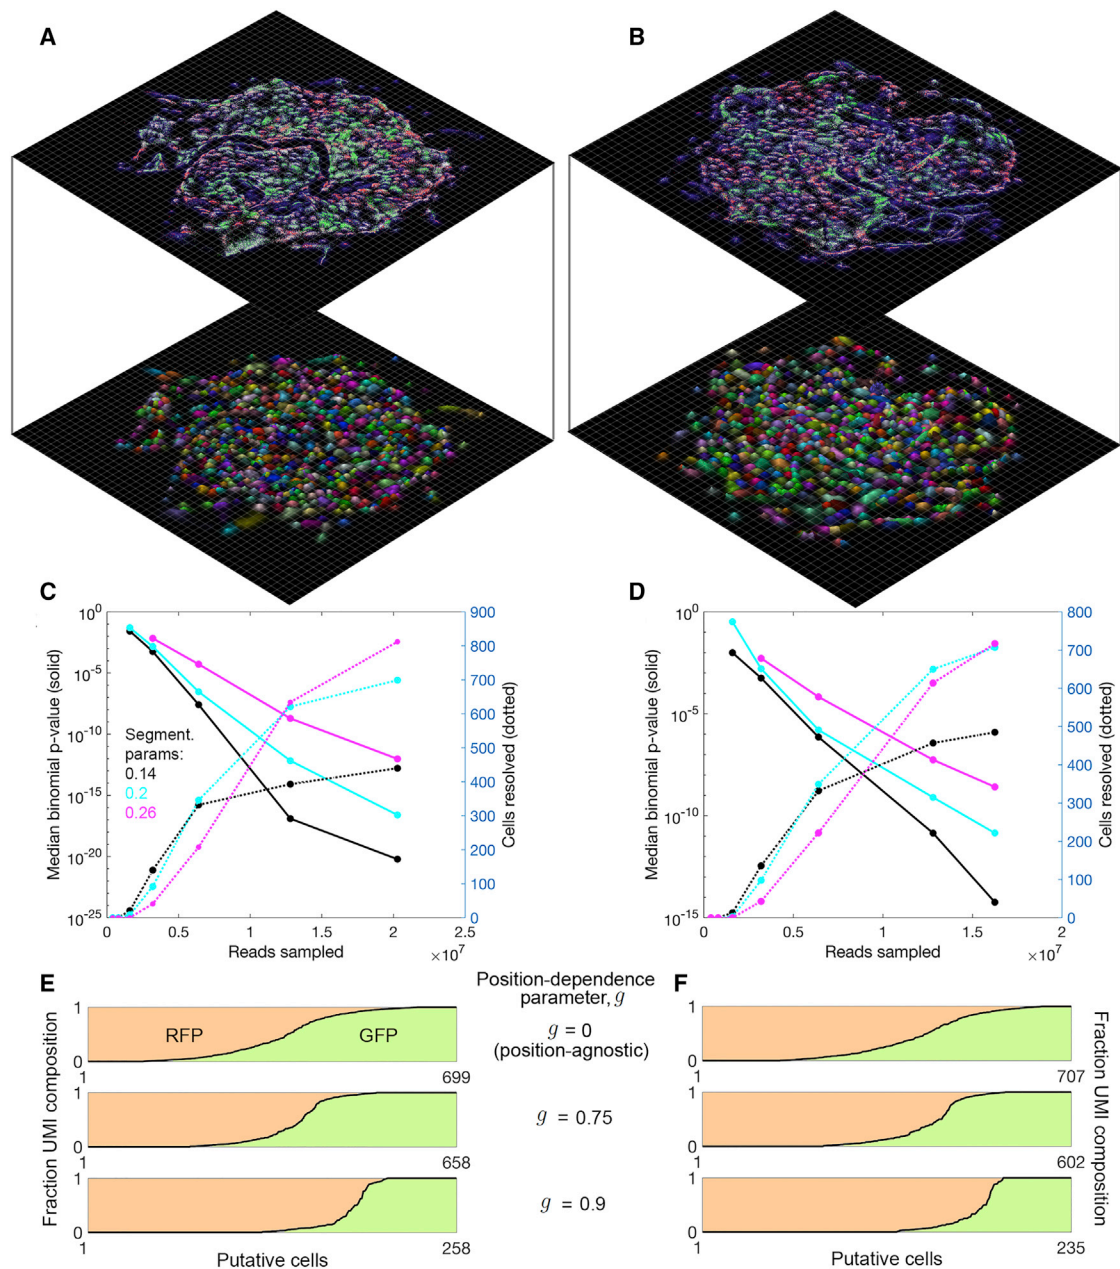 A
B
C
10^0
10^-5
10^-10
10^-15
10^-20
10^-25
Median binomial p-value (solid)
Segment.
params:
0.14
0.2
0.26
900
800
700
600
500
400
300
200
100
0
Cells resolved (dotted)
0 0.5 1 1.5 2 2.5
Reads sampled
×10^7
D
10^0
10^-5
10^-10
10^-15
Median binomial p-value (solid)
800
700
600
500
400
300
200
100
0
Cells resolved (dotted)
0 0.5 1 1.5 2
Reads sampled
×10^7
E
Fraction UMI composition
1
RFP GFP
0
1 699
1
0
1 658
1
0
1 258
Putative cells
Position-dependence
parameter, g
g = 0
(position-agnostic)
g = 0.75
g = 0.9
F
1
0
1 707
1
0
1 602
1
0
1 235
Putative cells
Fraction UMI composition